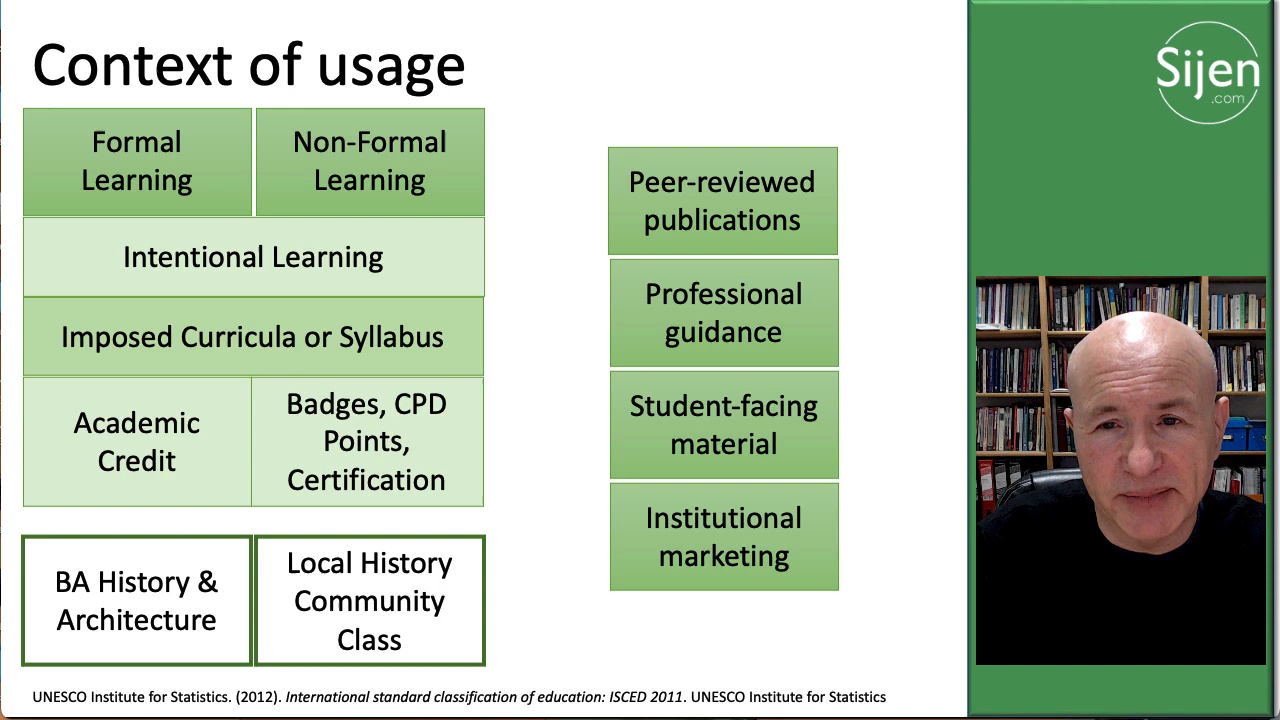 Context of usage
Sijen
.com
Formal
Learning
Non-Formal
Learning
Intentional Learning
Imposed Curricula or Syllabus
Academic
Credit
Badges, CPD
Points,
Certification
BA History &
Architecture
Local History
Community
Class
Peer-reviewed
publications
Professional
guidance
Student-facing
material
Institutional
marketing
UNESCO Institute for Statistics. (2012). International standard classification of education: ISCED 2011. UNESCO Institute for Statistics